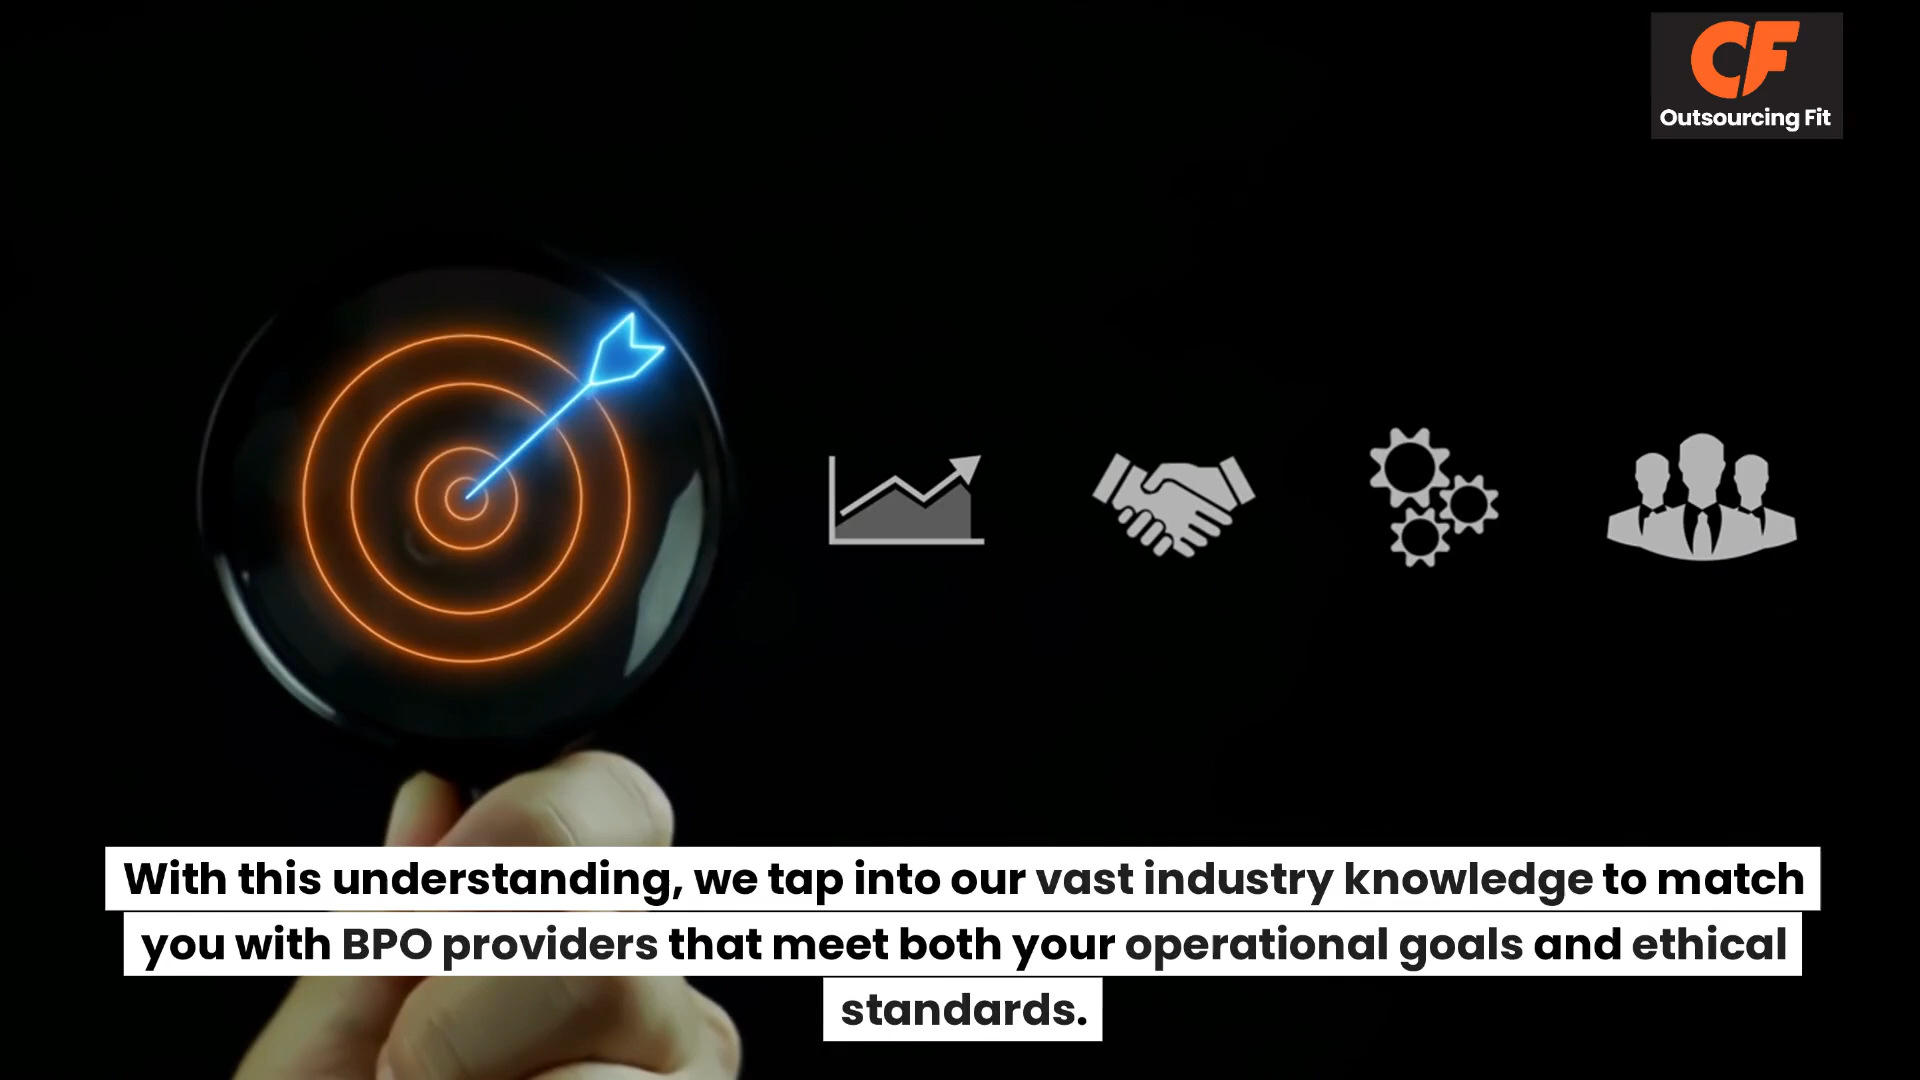 CF
Outsourcing Fit
With this understanding, we tap into our vast industry knowledge to match
you with BPO providers that meet both your operational goals and ethical
standards.